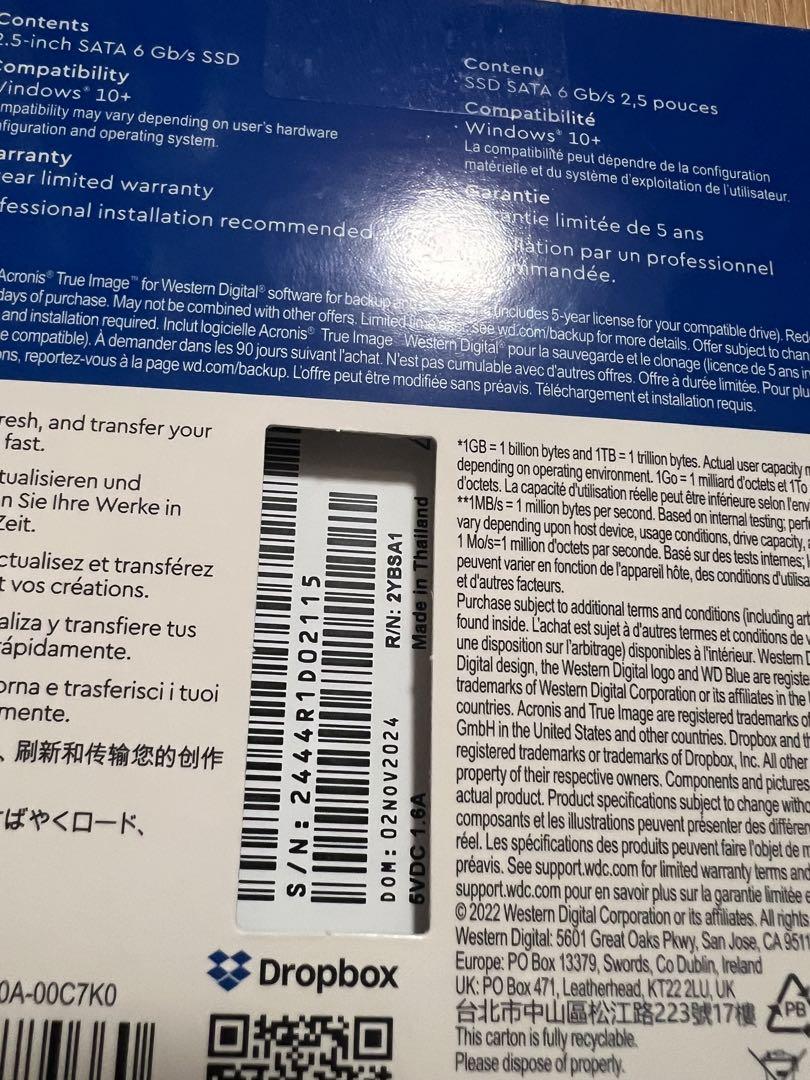 Contents
2.5-inch SATA 6 Gb/s SSD
Compatibility
Windows® 10+
mpatibility may vary depending on user's hardware
figuration and operating system.
arranty
ear limited warranty
fessional installation recommended
Contenu
SSD SATA 6 Gb/s 2,5 pouces
Compatibilité
Windows® 10+
La compatibilité peut dépendre de la configuration
matérielle et du système d'exploitation de l'utilisateur.
Garantie
antie limitée de 5 ans
lation par un professionnel
mmandée.
Acronis® True Image™ for Western Digital® software for backup (includes 5-year license for your compatible drive). Red
days of purchase. May not be combined with other offers. Limited see wd.com/backup for more details. Offer subject to chan
and installation required. Inclut logicielle Acronis® True Image Western Digital® pour la sauvegarde et le clonage (licence de 5 ans in
e compatible). À demander dans les 90 jours suivant l'achat. N'est pas cumulable avec d'autres offres. Offre à durée limitée. Pour plu
ns, reportez-vous à la page wd.com/backup. L'offre peut être modifiée sans préavis. Téléchargement et installation requis.
resh, and transfer your
fast.
tualisieren und
n Sie Ihre Werke in
Zeit.
ctualisez et transférez
t vos créations.
aliza y transfiere tus
rápidamente.
orna e trasferisci i tuoi
mente.
、刷新和传输您的创作
すばやくロード、
S/N: 2444R1D02115
DOM: 02NOV2024
R/N: 2YBSA1
5VDC 1.6A
Made in Thailand
*1GB = 1 billion bytes and 1TB = 1 trillion bytes. Actual user capacity m
depending on operating environment. 1Go = 1 milliard d'octets et 1To
d'octets. La capacité d'utilisation réelle peut être inférieure selon l'env
**1MB/s = 1 million bytes per second. Based on internal testing; perf
vary depending upon host device, usage conditions, drive capacity, a
1 Mo/s=1 million d'octets par seconde. Basé sur des tests internes; l
peuvent varier en fonction de l'appareil hôte, des conditions d'utilisa
et d'autres facteurs.
Purchase subject to additional terms and conditions (including arb
found inside. L'achat est sujet à d'autres termes et conditions de v
une disposition sur l'arbitrage) disponibles à l'intérieur. Western D
Digital design, the Western Digital logo and WD Blue are registe
trademarks of Western Digital Corporation or its affiliates in the
countries. Acronis and True Image are registered trademarks of
GmbH in the United States and other countries. Dropbox and th
registered trademarks or trademarks of Dropbox, Inc. All other
property of their respective owners. Components and pictures
actual product. Product specifications subject to change witho
composants et les illustrations peuvent présenter des différen
réel. Les spécifications des produits peuvent faire l'objet de m
préavis. See support.wdc.com for limited warranty terms and
support.wdc.com pour en savoir plus sur la garantie limitée e
© 2022 Western Digital Corporation or its affiliates. All rights
Western Digital: 5601 Great Oaks Pkwy, San Jose, CA 9511
Europe: PO Box 13379, Swords, Co Dublin, Ireland
UK: PO Box 471, Leatherhead, KT22 2LU, UK
台北市中山區松江路223號17樓
This carton is fully recyclable.
Please dispose of properly.
PB
Dropbox
0A-00C7K0